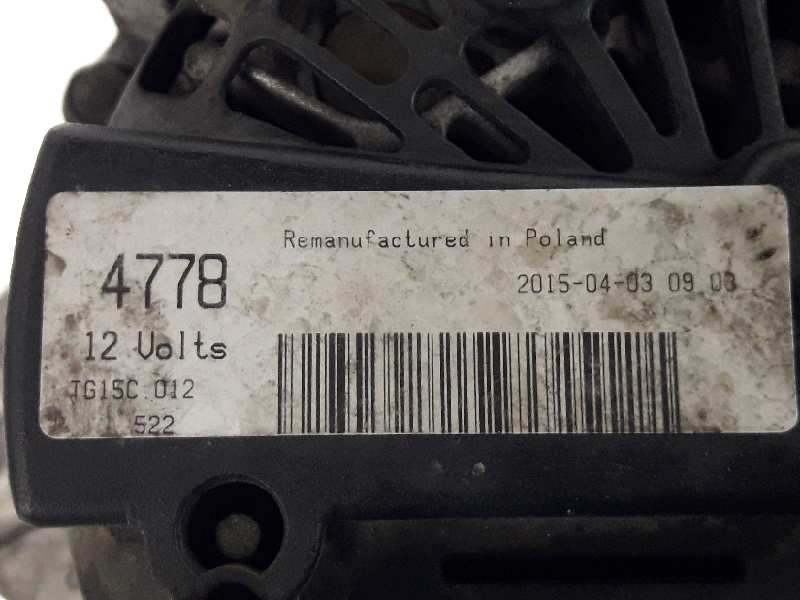 Remanufactured in Poland
4778
2015-04-03 09 03
12 Volts
TG15C 012
522